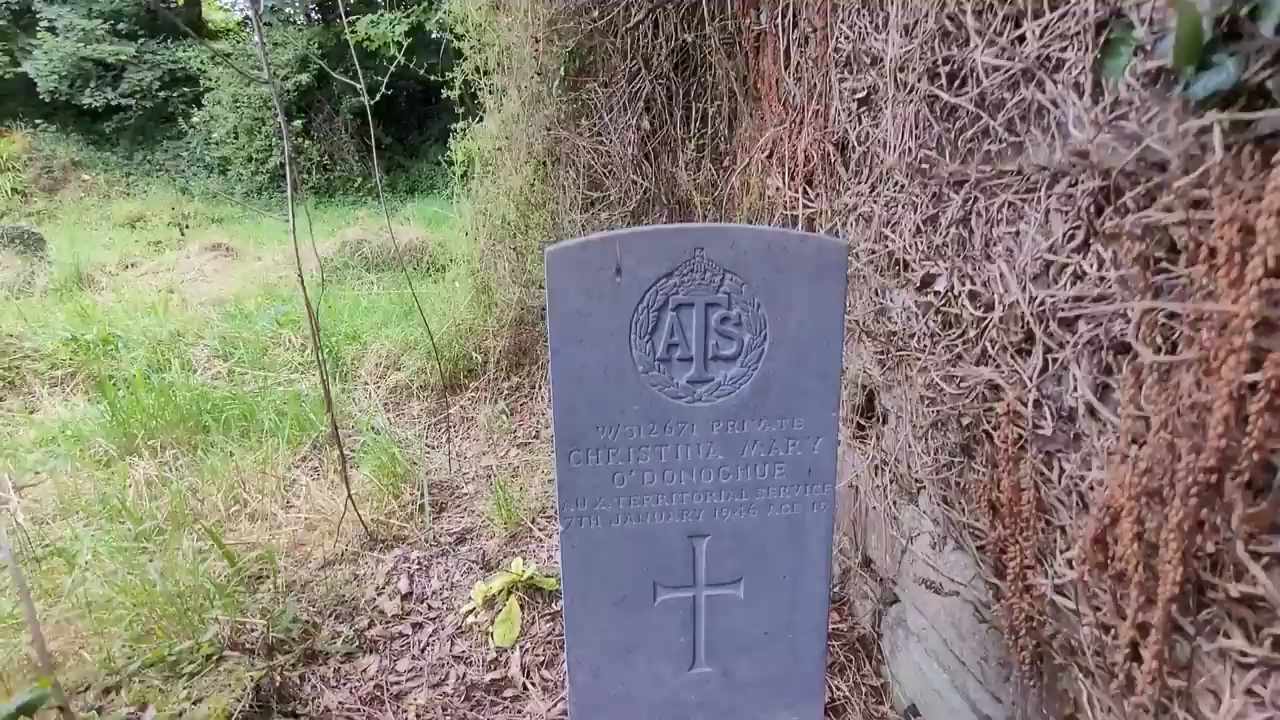 ATS
W/312671 PRIVATE
CHRISTINA MARY
O'DONOGHUE
AUX. TERRITORIAL SERVICE
7TH JANUARY 1946 AGE 19